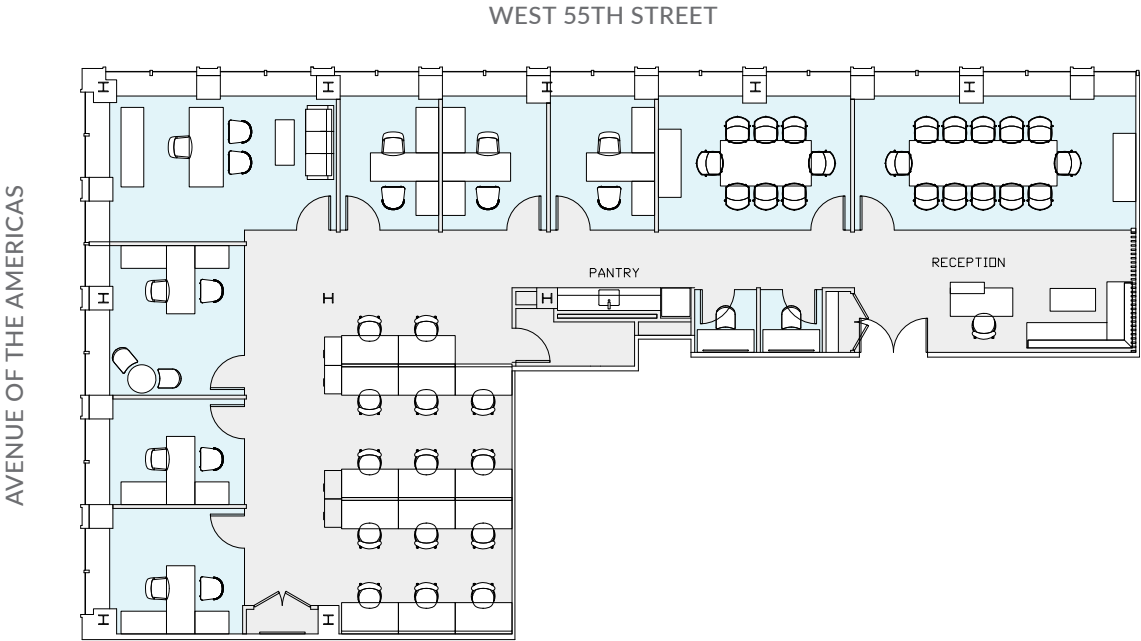 WEST 55TH STREET
AVENUE OF THE AMERICAS
RECEPTION
PANTRY